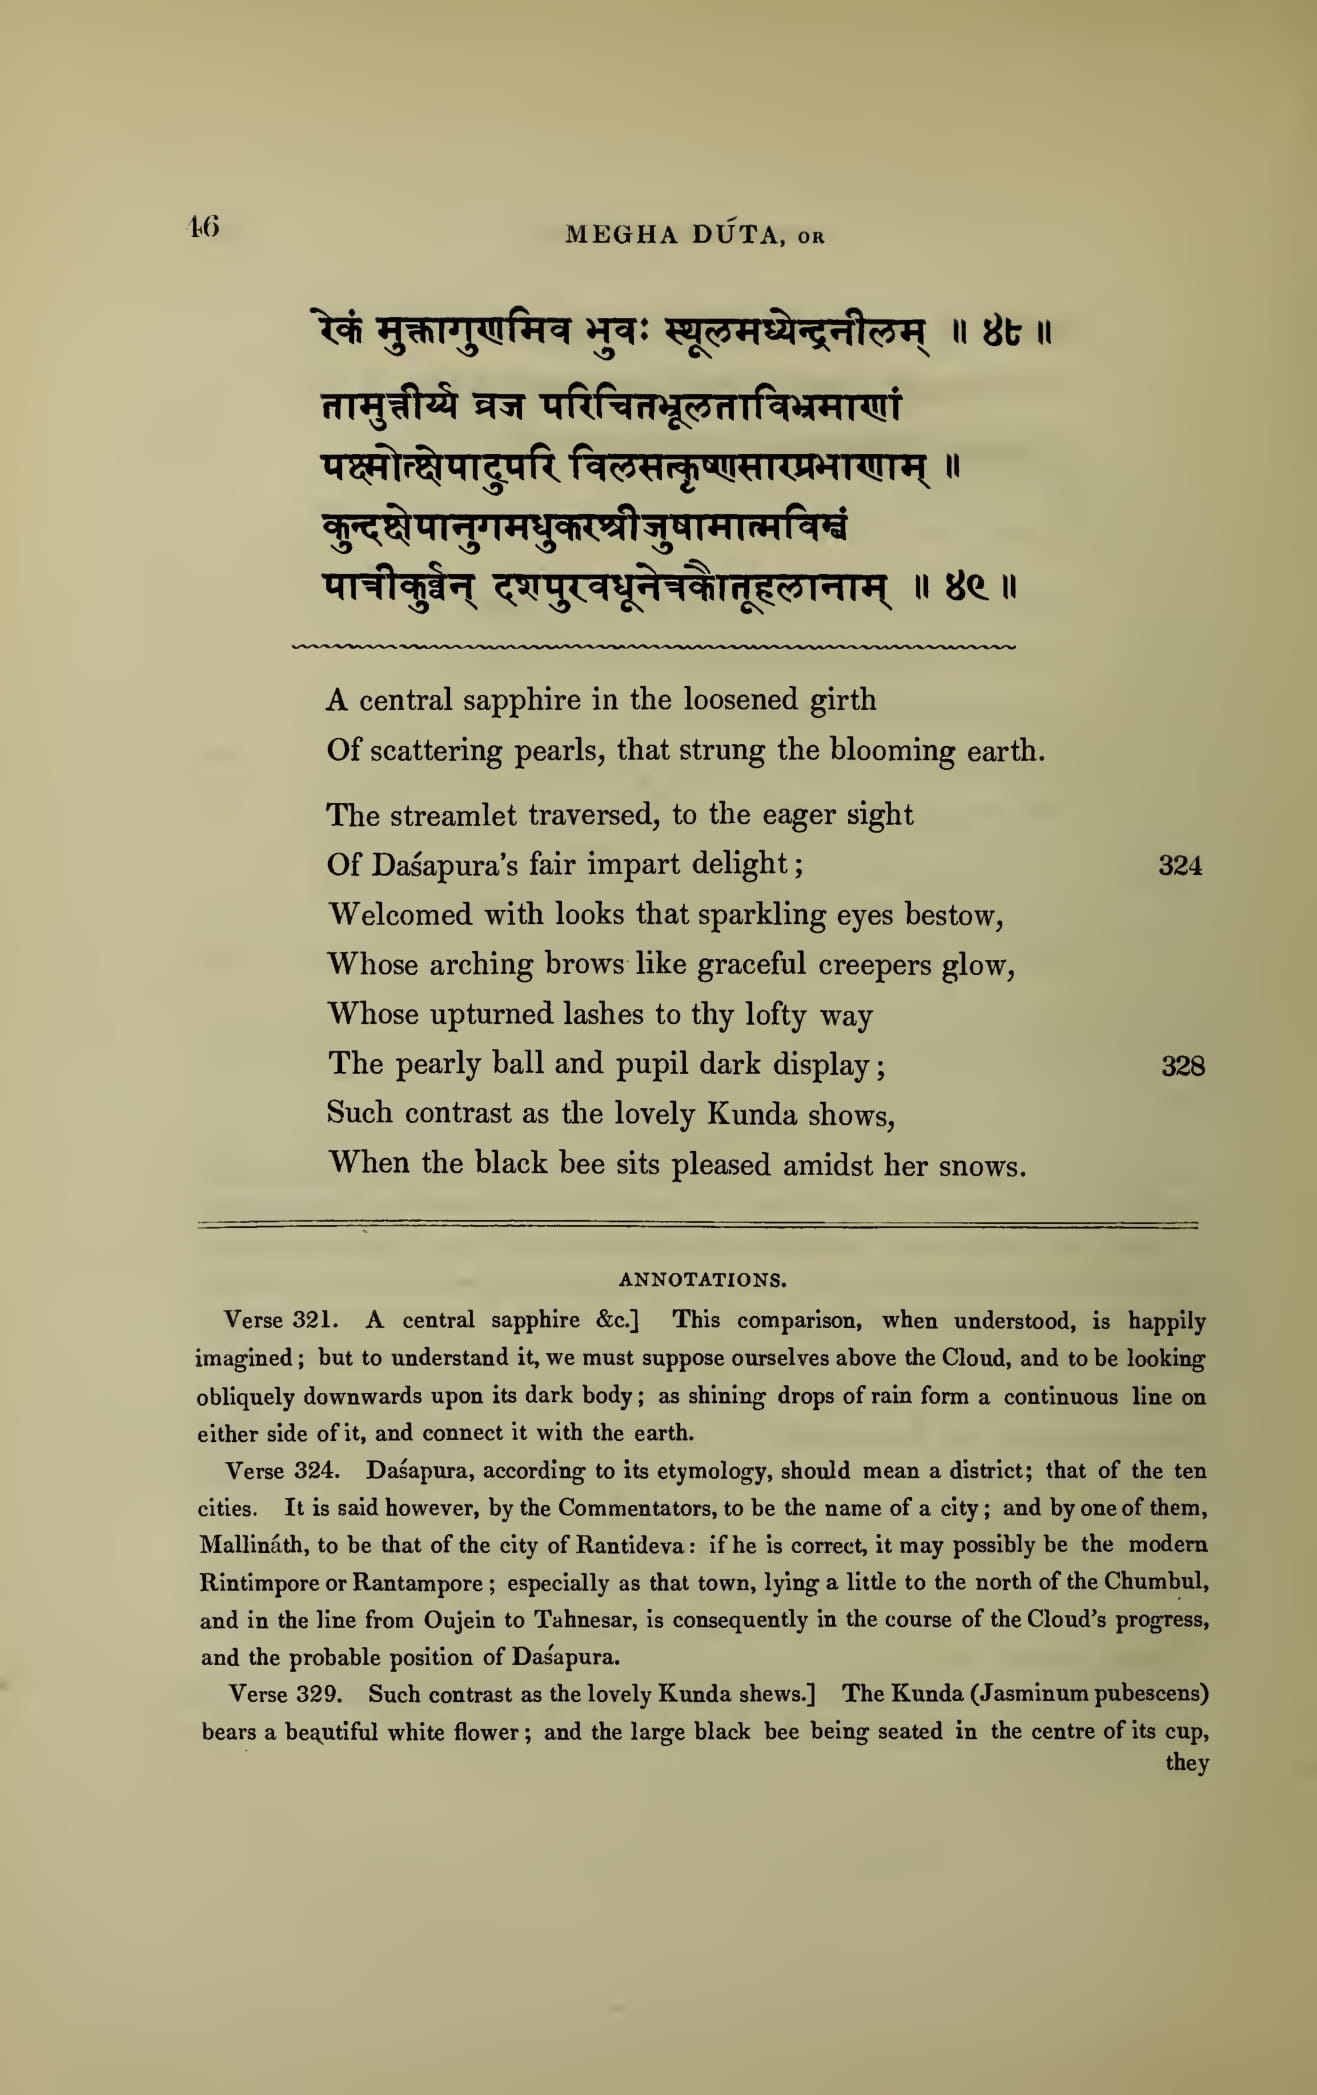 46
MEGHA DÚTA, OR
रेकं मुक्तागुणमिव भुवः स्थूलमध्येन्द्रनीलम् ॥ ४८ ॥
तामुत्तीर्य्य व्रज परिचितभ्रूलताविभ्रमाणां
पक्ष्मोत्क्षेपादुपरि विलसत्कृष्णसारप्रभाणाम् ॥
कुन्दक्षेपानुगमधुकरश्रीजुषामात्मविम्बं
पात्रीकुर्व्वन् दशपुरवधूनेत्रकौतूहलानाम् ॥ ४९ ॥
A central sapphire in the loosened girth
Of scattering pearls, that strung the blooming earth.
The streamlet traversed, to the eager sight
Of Daśapura's fair impart delight; 324
Welcomed with looks that sparkling eyes bestow,
Whose arching brows like graceful creepers glow,
Whose upturned lashes to thy lofty way
The pearly ball and pupil dark display; 328
Such contrast as the lovely Kunda shows,
When the black bee sits pleased amidst her snows.
ANNOTATIONS.
Verse 321. A central sapphire &c.] This comparison, when understood, is happily
imagined; but to understand it, we must suppose ourselves above the Cloud, and to be looking
obliquely downwards upon its dark body; as shining drops of rain form a continuous line on
either side of it, and connect it with the earth.
Verse 324. Daśapura, according to its etymology, should mean a district; that of the ten
cities. It is said however, by the Commentators, to be the name of a city; and by one of them,
Mallináth, to be that of the city of Rantideva: if he is correct, it may possibly be the modern
Rintimpore or Rantampore; especially as that town, lying a little to the north of the Chumbul,
and in the line from Oujein to Tahnesar, is consequently in the course of the Cloud's progress,
and the probable position of Daśapura.
Verse 329. Such contrast as the lovely Kunda shews.] The Kunda (Jasminum pubescens)
bears a beautiful white flower; and the large black bee being seated in the centre of its cup,
they